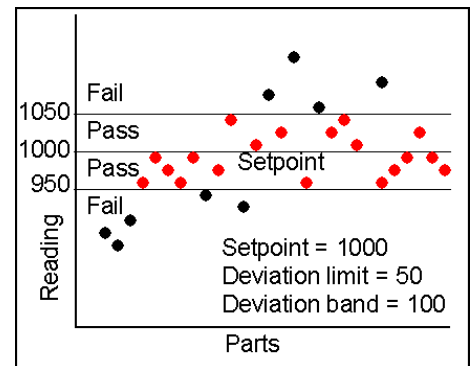 Fail
1050
Pass
1000
Setpoint
Pass
950
Fail
Reading
Setpoint = 1000
Deviation limit = 50
Deviation band = 100
Parts